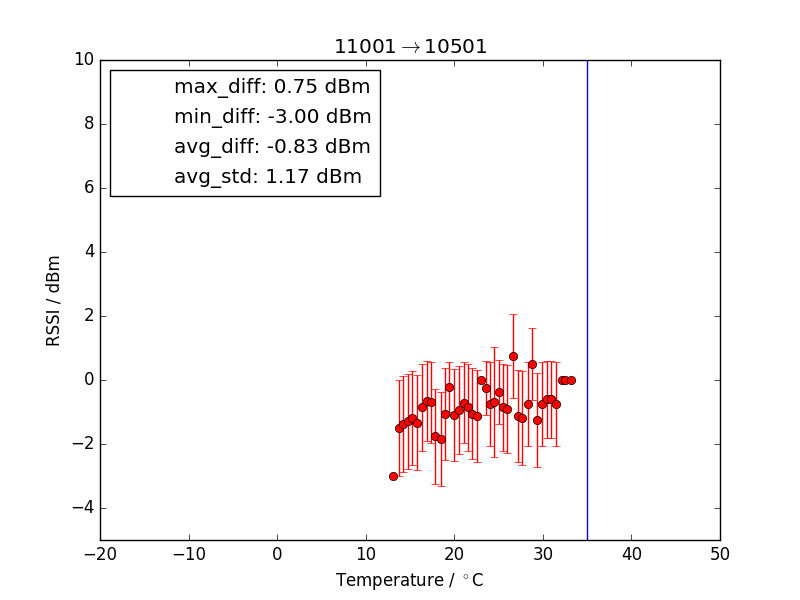 11001→10501
max_diff: 0.75 dBm
min_diff: -3.00 dBm
avg_diff: -0.83 dBm
avg_std: 1.17 dBm
10
8
6
4
2
0
−2
−4
RSSI / dBm
−20 −10 0 10 20 30 40 50
Temperature / °C